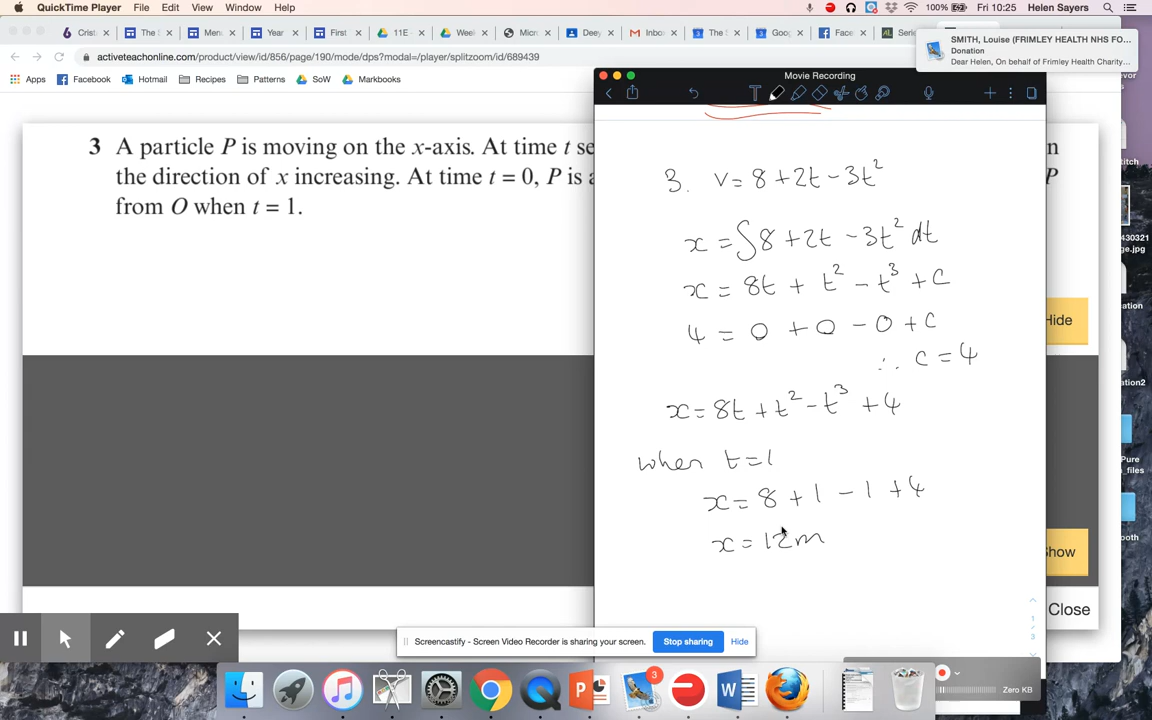 QuickTime Player File Edit View Window Help 100% Fri 10:25 Helen Sayers
activeteachonline.com/product/view/id/856/page/190/mode/dps?modal=/player/splitzoom/id/689439
Apps Facebook Hotmail Recipes Patterns SoW Markbooks
SMITH, Louise (FRIMLEY HEALTH NHS FO...
Donation
Dear Helen, On behalf of Frimley Health Charity...
Movie Recording
3 A particle P is moving on the x-axis. At time t se
the direction of x increasing. At time t = 0, P is a
from O when t = 1.
3. v = 8 + 2t - 3t²
x = ∫8 + 2t - 3t² dt
x = 8t + t² - t³ + c
4 = 0 + 0 - 0 + c
∴ c = 4
x = 8t + t² - t³ + 4
when t = 1
x = 8 + 1 - 1 + 4
x = 12m
Hide
Show
Close
Screencastify - Screen Video Recorder is sharing your screen. Stop sharing Hide
3
Zero KB